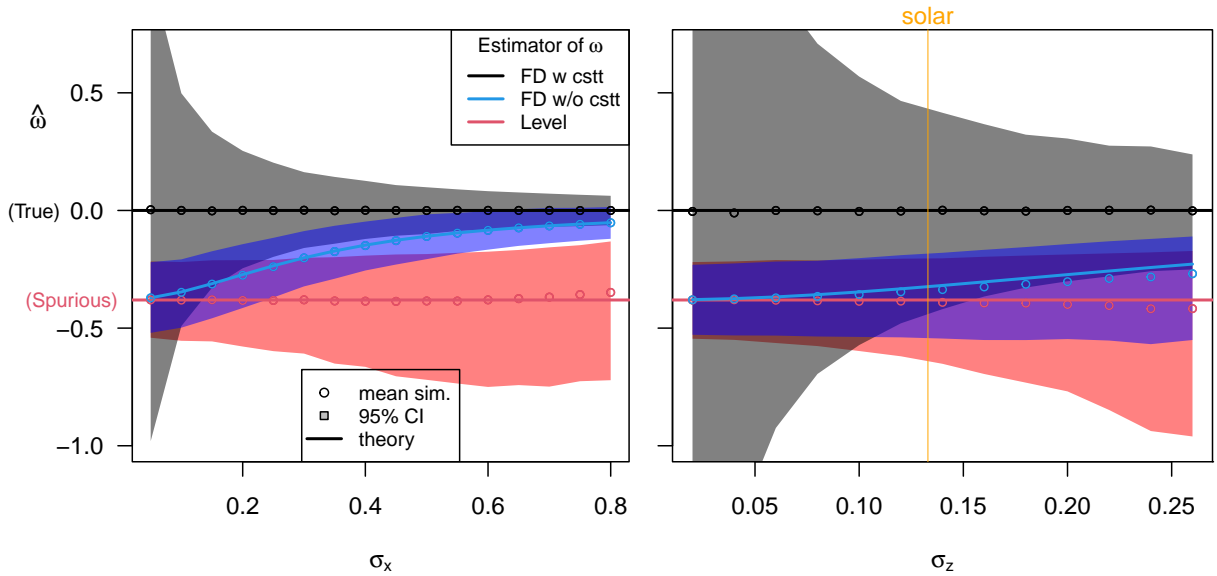 solar
Estimator of ω
FD w cstt
FD w/o cstt
Level
0.5
ω̂
(True)
0.0
(Spurious)
−0.5
mean sim.
95% CI
theory
−1.0
0.2
0.4
0.6
0.8
0.05
0.10
0.15
0.20
0.25
σx
σz